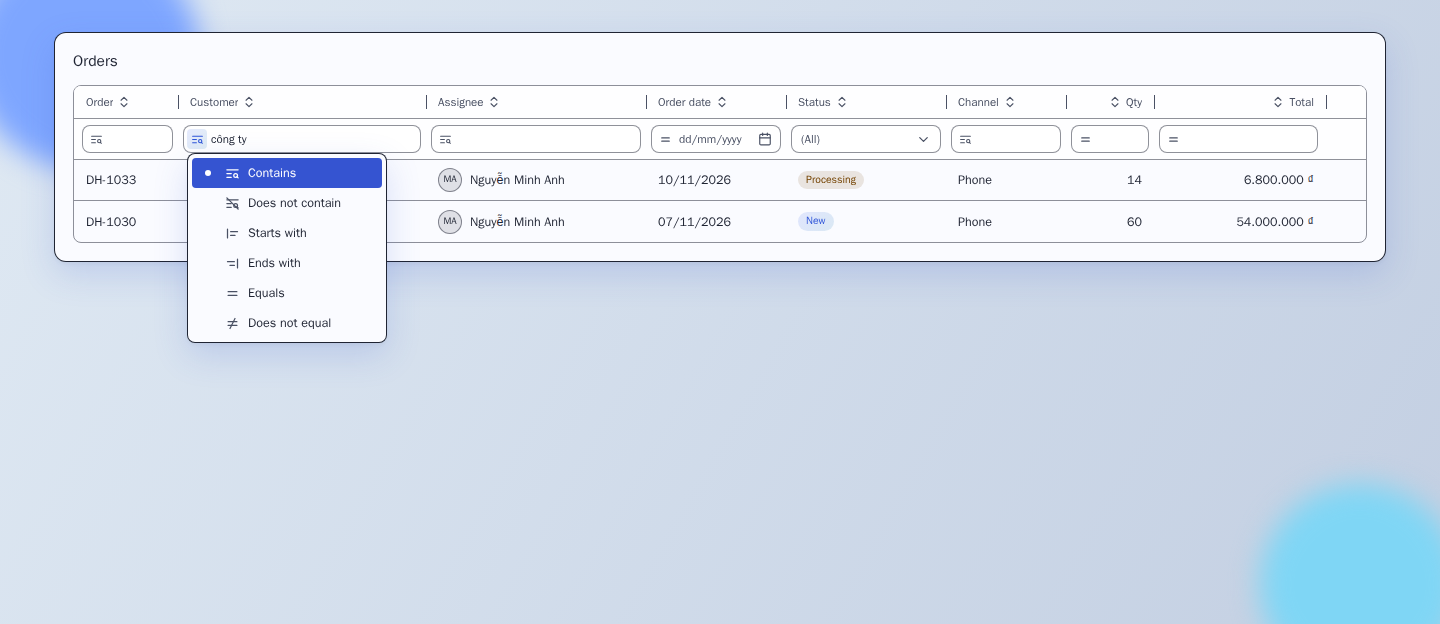 Orders
Order Customer Assignee Order date Status Channel Qty Total
công ty dd/mm/yyyy (All)
DH-1033 MA Nguyễn Minh Anh 10/11/2026 Processing Phone 14 6.800.000 ₫
DH-1030 MA Nguyễn Minh Anh 07/11/2026 New Phone 60 54.000.000 ₫
Contains
Does not contain
Starts with
Ends with
Equals
Does not equal